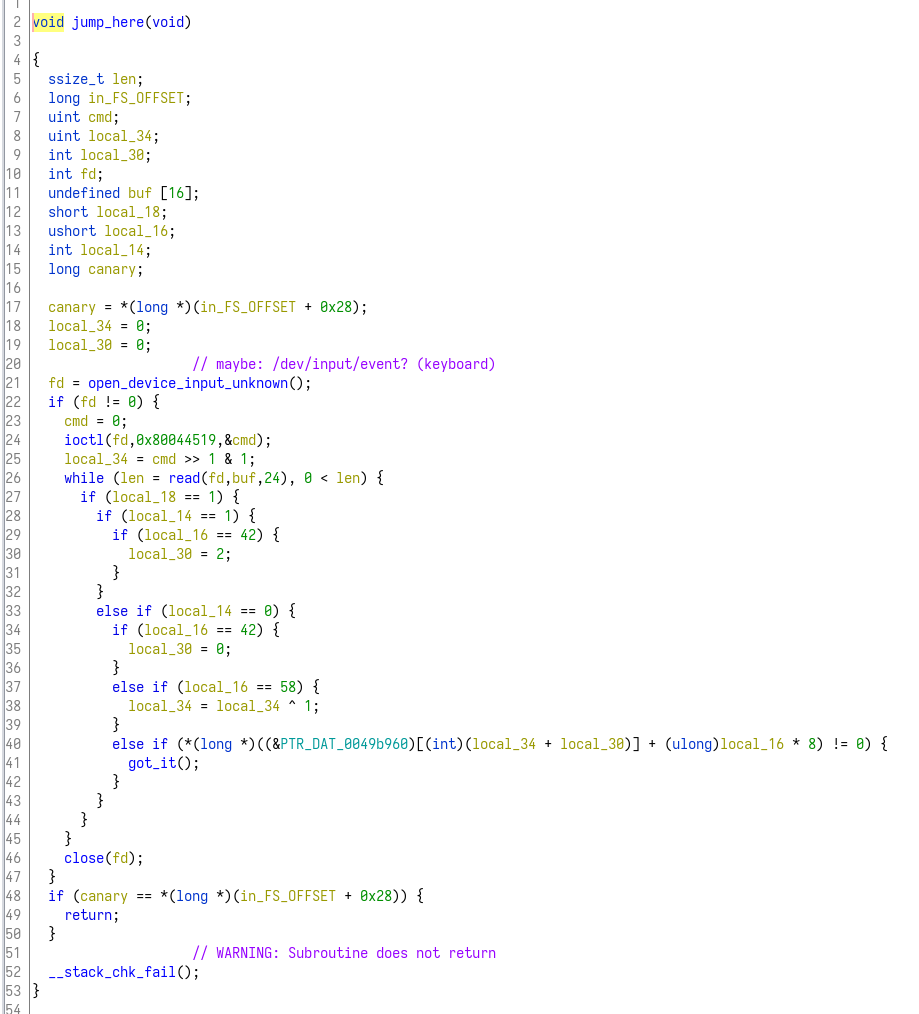 1
2 void jump_here(void)
3
4 {
5   ssize_t len;
6   long in_FS_OFFSET;
7   uint cmd;
8   uint local_34;
9   int local_30;
10   int fd;
11   undefined buf [16];
12   short local_18;
13   ushort local_16;
14   int local_14;
15   long canary;
16
17   canary = *(long *)(in_FS_OFFSET + 0x28);
18   local_34 = 0;
19   local_30 = 0;
20                     // maybe: /dev/input/event? (keyboard)
21   fd = open_device_input_unknown();
22   if (fd != 0) {
23     cmd = 0;
24     ioctl(fd,0x80044519,&cmd);
25     local_34 = cmd >> 1 & 1;
26     while (len = read(fd,buf,24), 0 < len) {
27       if (local_18 == 1) {
28         if (local_14 == 1) {
29           if (local_16 == 42) {
30             local_30 = 2;
31           }
32         }
33         else if (local_14 == 0) {
34           if (local_16 == 42) {
35             local_30 = 0;
36           }
37           else if (local_16 == 58) {
38             local_34 = local_34 ^ 1;
39           }
40           else if (*(long *)((&PTR_DAT_0049b960)[(int)(local_34 + local_30)] + (ulong)local_16 * 8) != 0) {
41             got_it();
42           }
43         }
44       }
45     }
46     close(fd);
47   }
48   if (canary == *(long *)(in_FS_OFFSET + 0x28)) {
49     return;
50   }
51                     // WARNING: Subroutine does not return
52   __stack_chk_fail();
53 }
54